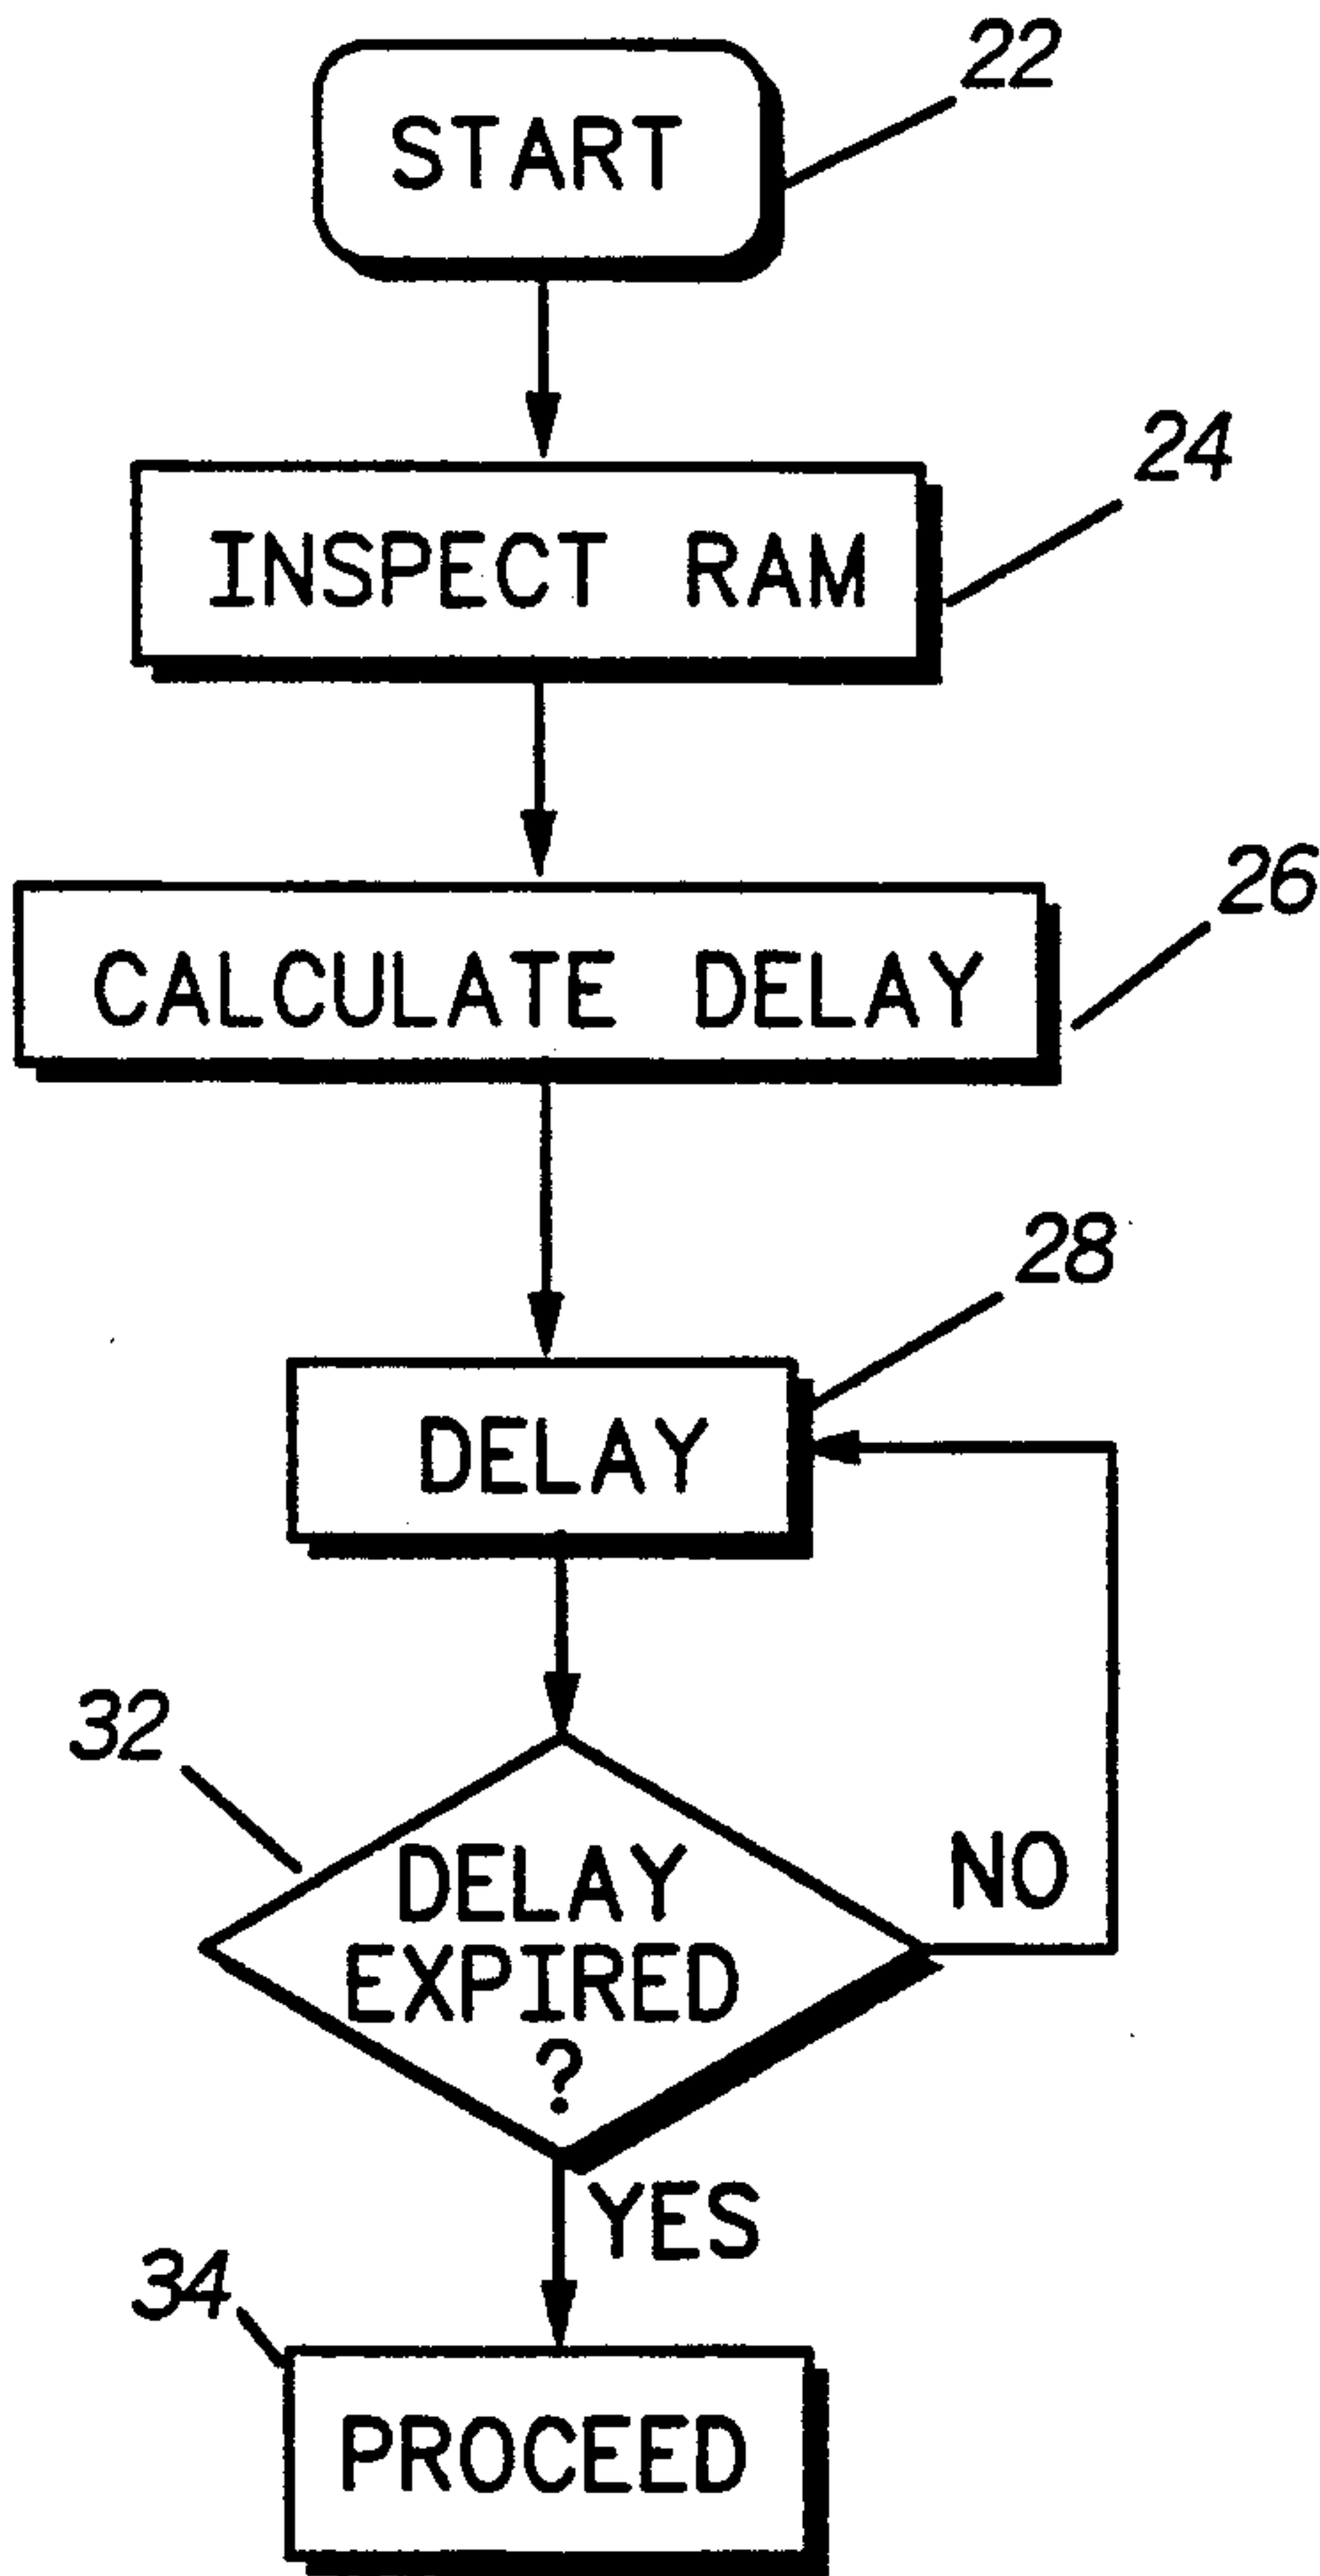 START
22
INSPECT RAM
24
CALCULATE DELAY
26
DELAY
28
32
DELAY
EXPIRED
?
NO
YES
34
PROCEED